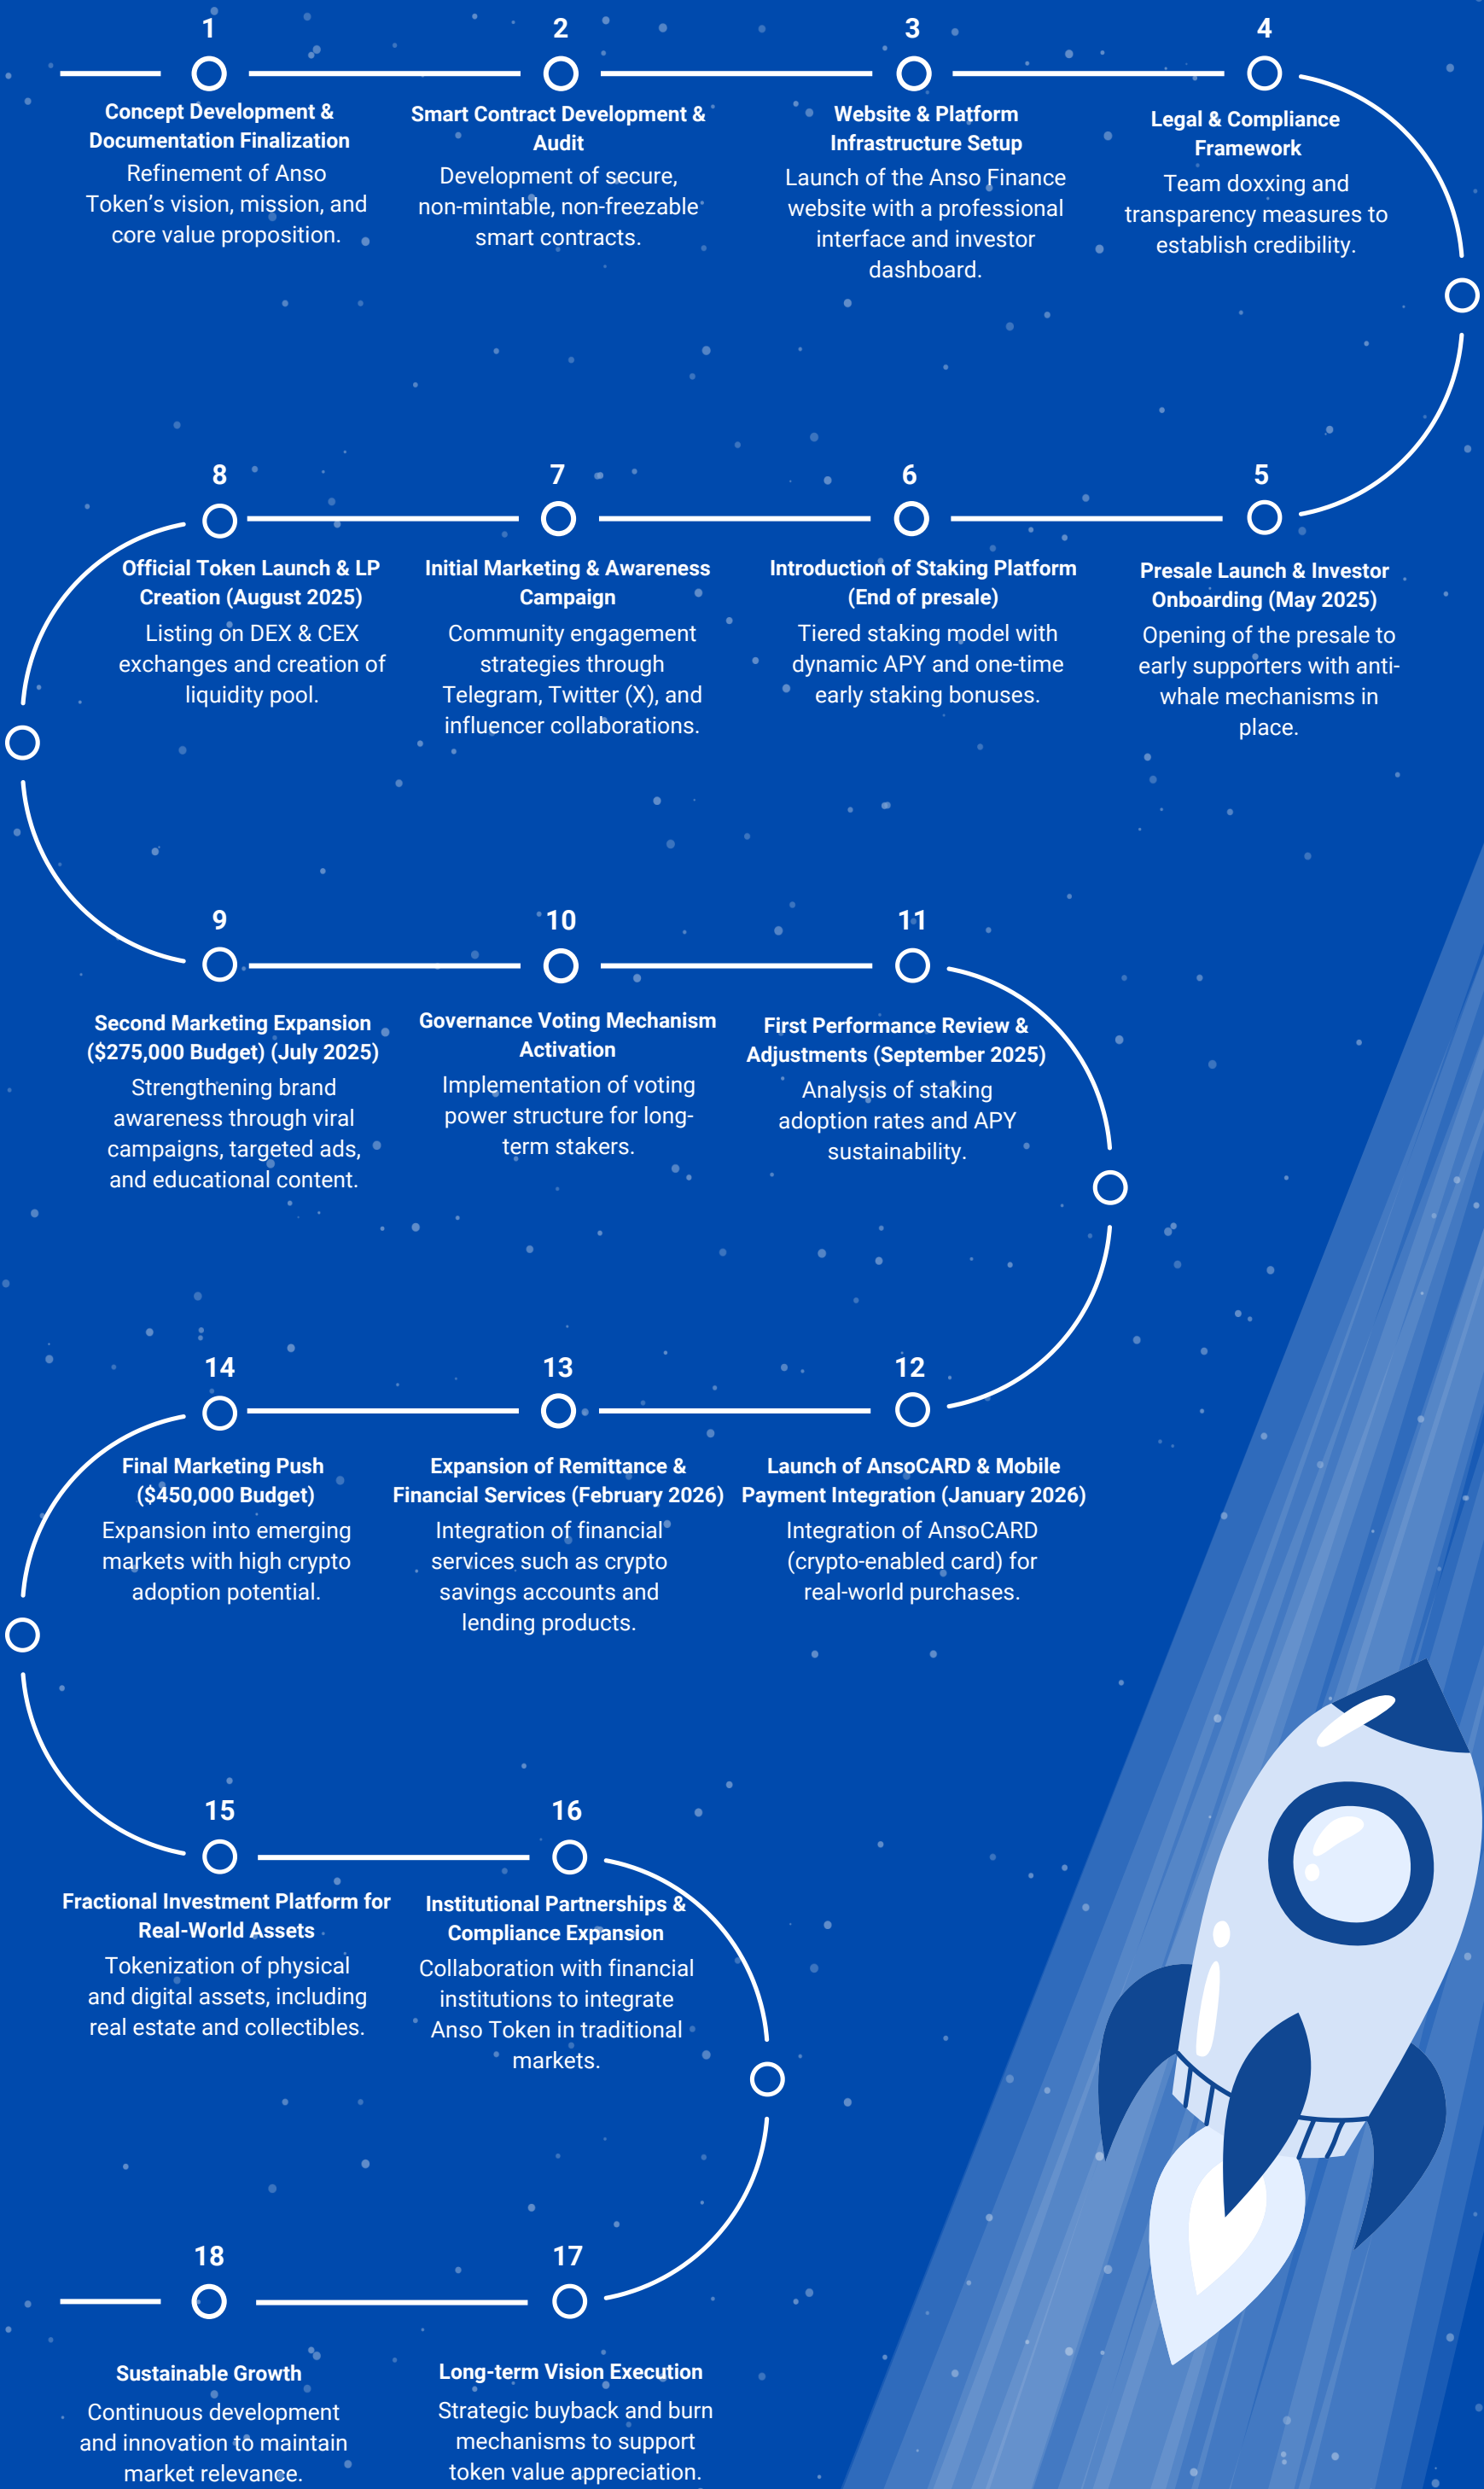 1
Concept Development &
Documentation Finalization
Refinement of Anso
Token’s vision, mission, and
core value proposition.
2
Smart Contract Development &
Audit
Development of secure,
non-mintable, non-freezable
smart contracts.
3
Website & Platform
Infrastructure Setup
Launch of the Anso Finance
website with a professional
interface and investor
dashboard.
4
Legal & Compliance
Framework
Team doxxing and
transparency measures to
establish credibility.
5
Presale Launch & Investor
Onboarding (May 2025)
Opening of the presale to
early supporters with anti-
whale mechanisms in
place.
6
Introduction of Staking Platform
(End of presale)
Tiered staking model with
dynamic APY and one-time
early staking bonuses.
7
Initial Marketing & Awareness
Campaign
Community engagement
strategies through
Telegram, Twitter (X), and
influencer collaborations.
8
Official Token Launch & LP
Creation (August 2025)
Listing on DEX & CEX
exchanges and creation of
liquidity pool.
9
Second Marketing Expansion
($275,000 Budget) (July 2025)
Strengthening brand
awareness through viral
campaigns, targeted ads,
and educational content.
10
Governance Voting Mechanism
Activation
Implementation of voting
power structure for long-
term stakers.
11
First Performance Review &
Adjustments (September 2025)
Analysis of staking
adoption rates and APY
sustainability.
12
Launch of AnsoCARD & Mobile
Payment Integration (January 2026)
Integration of AnsoCARD
(crypto-enabled card) for
real-world purchases.
13
Expansion of Remittance &
Financial Services (February 2026)
Integration of financial
services such as crypto
savings accounts and
lending products.
14
Final Marketing Push
($450,000 Budget)
Expansion into emerging
markets with high crypto
adoption potential.
15
Fractional Investment Platform for
Real-World Assets
Tokenization of physical
and digital assets, including
real estate and collectibles.
16
Institutional Partnerships &
Compliance Expansion
Collaboration with financial
institutions to integrate
Anso Token in traditional
markets.
17
Long-term Vision Execution
Strategic buyback and burn
mechanisms to support
token value appreciation.
18
Sustainable Growth
Continuous development
and innovation to maintain
market relevance.